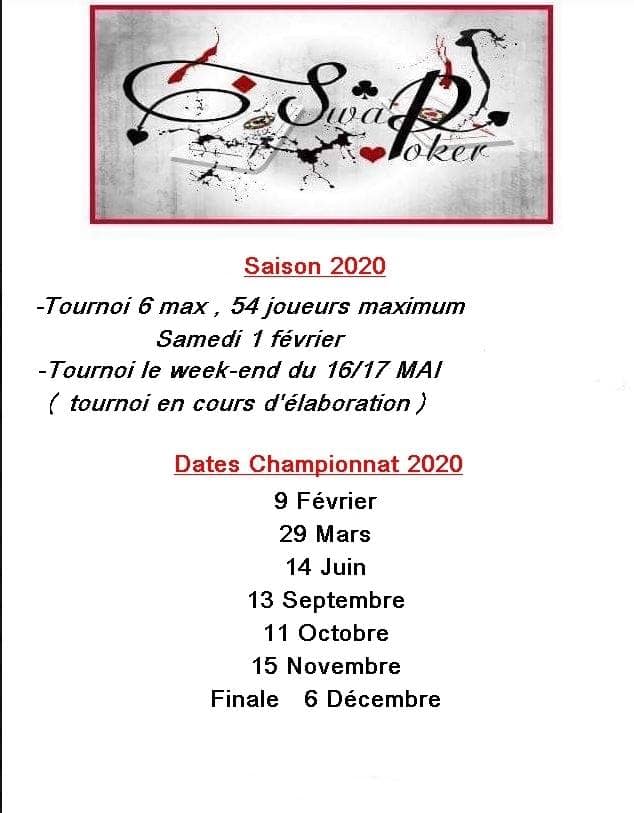 Swa Poker
Saison 2020
-Tournoi 6 max , 54 joueurs maximum
Samedi 1 février
-Tournoi le week-end du 16/17 MAI
( tournoi en cours d'élaboration )
Dates Championnat 2020
9 Février
29 Mars
14 Juin
13 Septembre
11 Octobre
15 Novembre
Finale 6 Décembre